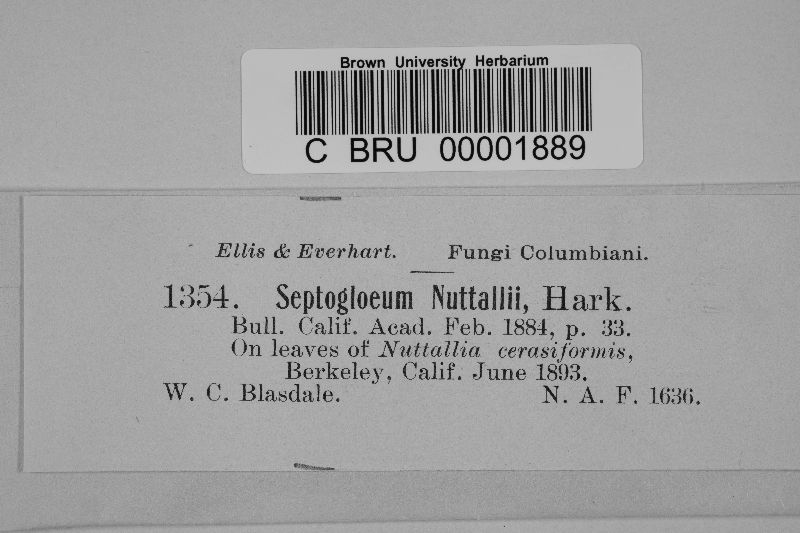 Brown University Herbarium
C BRU 00001889
Ellis & Everhart. Fungi Columbiani.
1354. Septogloeum Nuttallii, Hark.
Bull. Calif. Acad. Feb. 1884, p. 33.
On leaves of Nuttallia cerasiformis,
Berkeley, Calif. June 1893.
W. C. Blasdale. N. A. F. 1636.